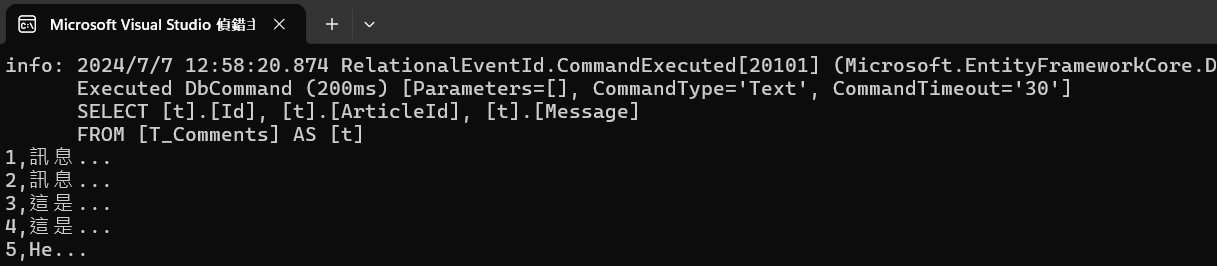 Microsoft Visual Studio 偵錯主
info: 2024/7/7 12:58:20.874 RelationalEventId.CommandExecuted[20101] (Microsoft.EntityFrameworkCore.D
Executed DbCommand (200ms) [Parameters=[], CommandType='Text', CommandTimeout='30']
SELECT [t].[Id], [t].[ArticleId], [t].[Message]
FROM [T_Comments] AS [t]
1,訊息...
2,訊息...
3,這是...
4,這是...
5,He...